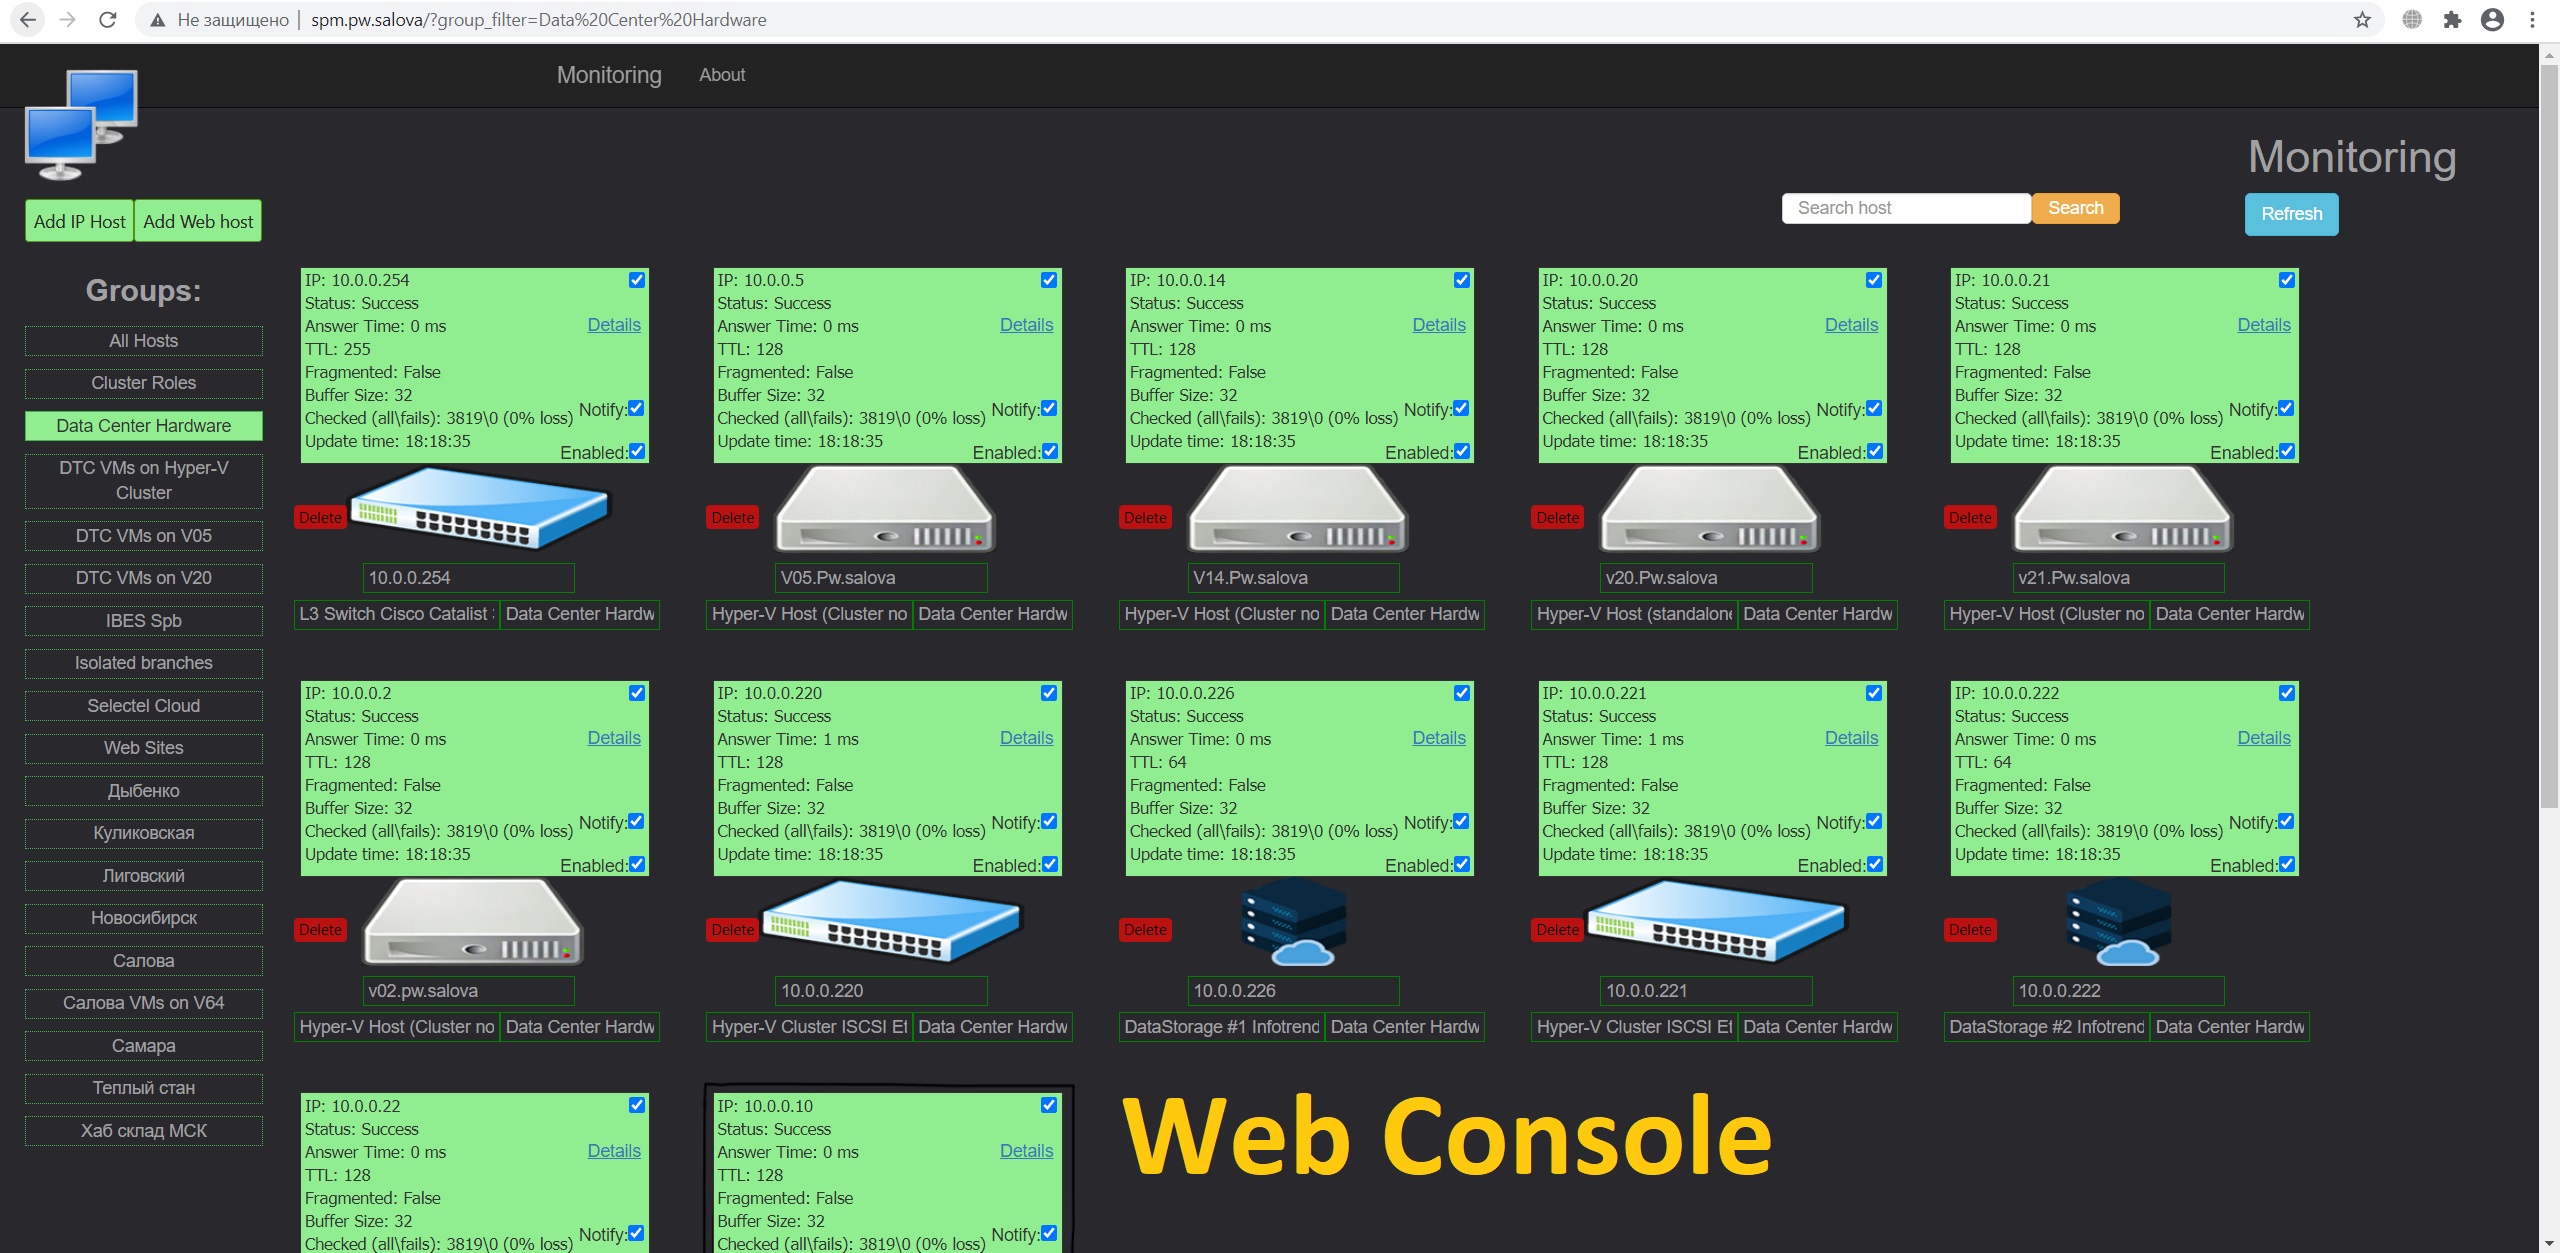 Не защищено | spm.pw.salova/?group_filter=Data%20Center%20Hardware
Monitoring About
Monitoring
Add IP Host Add Web host
Search host Search Refresh
Groups:
All Hosts
Cluster Roles
Data Center Hardware
DTC VMs on Hyper-V
Cluster
DTC VMs on V05
DTC VMs on V20
IBES Spb
Isolated branches
Selectel Cloud
Web Sites
Дыбенко
Куликовская
Лиговский
Новосибирск
Салова
Салова VMs on V64
Самара
Теплый стан
Хаб склад МСК
IP: 10.0.0.254
Status: Success
Answer Time: 0 ms Details
TTL: 255
Fragmented: False
Buffer Size: 32
Checked (all\fails): 3819\0 (0% loss) Notify:
Update time: 18:18:35 Enabled:
Delete
10.0.0.254
L3 Switch Cisco Catalist Data Center Hardw
IP: 10.0.0.5
Status: Success
Answer Time: 0 ms Details
TTL: 128
Fragmented: False
Buffer Size: 32
Checked (all\fails): 3819\0 (0% loss) Notify:
Update time: 18:18:35 Enabled:
Delete
V05.Pw.salova
Hyper-V Host (Cluster no Data Center Hardw
IP: 10.0.0.14
Status: Success
Answer Time: 0 ms Details
TTL: 128
Fragmented: False
Buffer Size: 32
Checked (all\fails): 3819\0 (0% loss) Notify:
Update time: 18:18:35 Enabled:
Delete
V14.Pw.salova
Hyper-V Host (Cluster no Data Center Hardw
IP: 10.0.0.20
Status: Success
Answer Time: 0 ms Details
TTL: 128
Fragmented: False
Buffer Size: 32
Checked (all\fails): 3819\0 (0% loss) Notify:
Update time: 18:18:35 Enabled:
Delete
v20.Pw.salova
Hyper-V Host (standalone Data Center Hardw
IP: 10.0.0.21
Status: Success
Answer Time: 0 ms Details
TTL: 128
Fragmented: False
Buffer Size: 32
Checked (all\fails): 3819\0 (0% loss) Notify:
Update time: 18:18:35 Enabled:
Delete
v21.Pw.salova
Hyper-V Host (Cluster no Data Center Hardw
IP: 10.0.0.2
Status: Success
Answer Time: 0 ms Details
TTL: 128
Fragmented: False
Buffer Size: 32
Checked (all\fails): 3819\0 (0% loss) Notify:
Update time: 18:18:35 Enabled:
Delete
v02.pw.salova
Hyper-V Host (Cluster no Data Center Hardw
IP: 10.0.0.220
Status: Success
Answer Time: 1 ms Details
TTL: 128
Fragmented: False
Buffer Size: 32
Checked (all\fails): 3819\0 (0% loss) Notify:
Update time: 18:18:35 Enabled:
Delete
10.0.0.220
Hyper-V Cluster ISCSI Et Data Center Hardw
IP: 10.0.0.226
Status: Success
Answer Time: 0 ms Details
TTL: 64
Fragmented: False
Buffer Size: 32
Checked (all\fails): 3819\0 (0% loss) Notify:
Update time: 18:18:35 Enabled:
Delete
10.0.0.226
DataStorage #1 Infotrend Data Center Hardw
IP: 10.0.0.221
Status: Success
Answer Time: 1 ms Details
TTL: 128
Fragmented: False
Buffer Size: 32
Checked (all\fails): 3819\0 (0% loss) Notify:
Update time: 18:18:35 Enabled:
Delete
10.0.0.221
Hyper-V Cluster ISCSI Et Data Center Hardw
IP: 10.0.0.222
Status: Success
Answer Time: 0 ms Details
TTL: 64
Fragmented: False
Buffer Size: 32
Checked (all\fails): 3819\0 (0% loss) Notify:
Update time: 18:18:35 Enabled:
Delete
10.0.0.222
DataStorage #2 Infotrend Data Center Hardw
IP: 10.0.0.22
Status: Success
Answer Time: 0 ms Details
TTL: 128
Fragmented: False
Buffer Size: 32
Checked (all\fails): 3819\0 (0% loss) Notify:
IP: 10.0.0.10
Status: Success
Answer Time: 0 ms Details
TTL: 128
Fragmented: False
Buffer Size: 32
Checked (all\fails): 3819\0 (0% loss) Notify:
Web Console